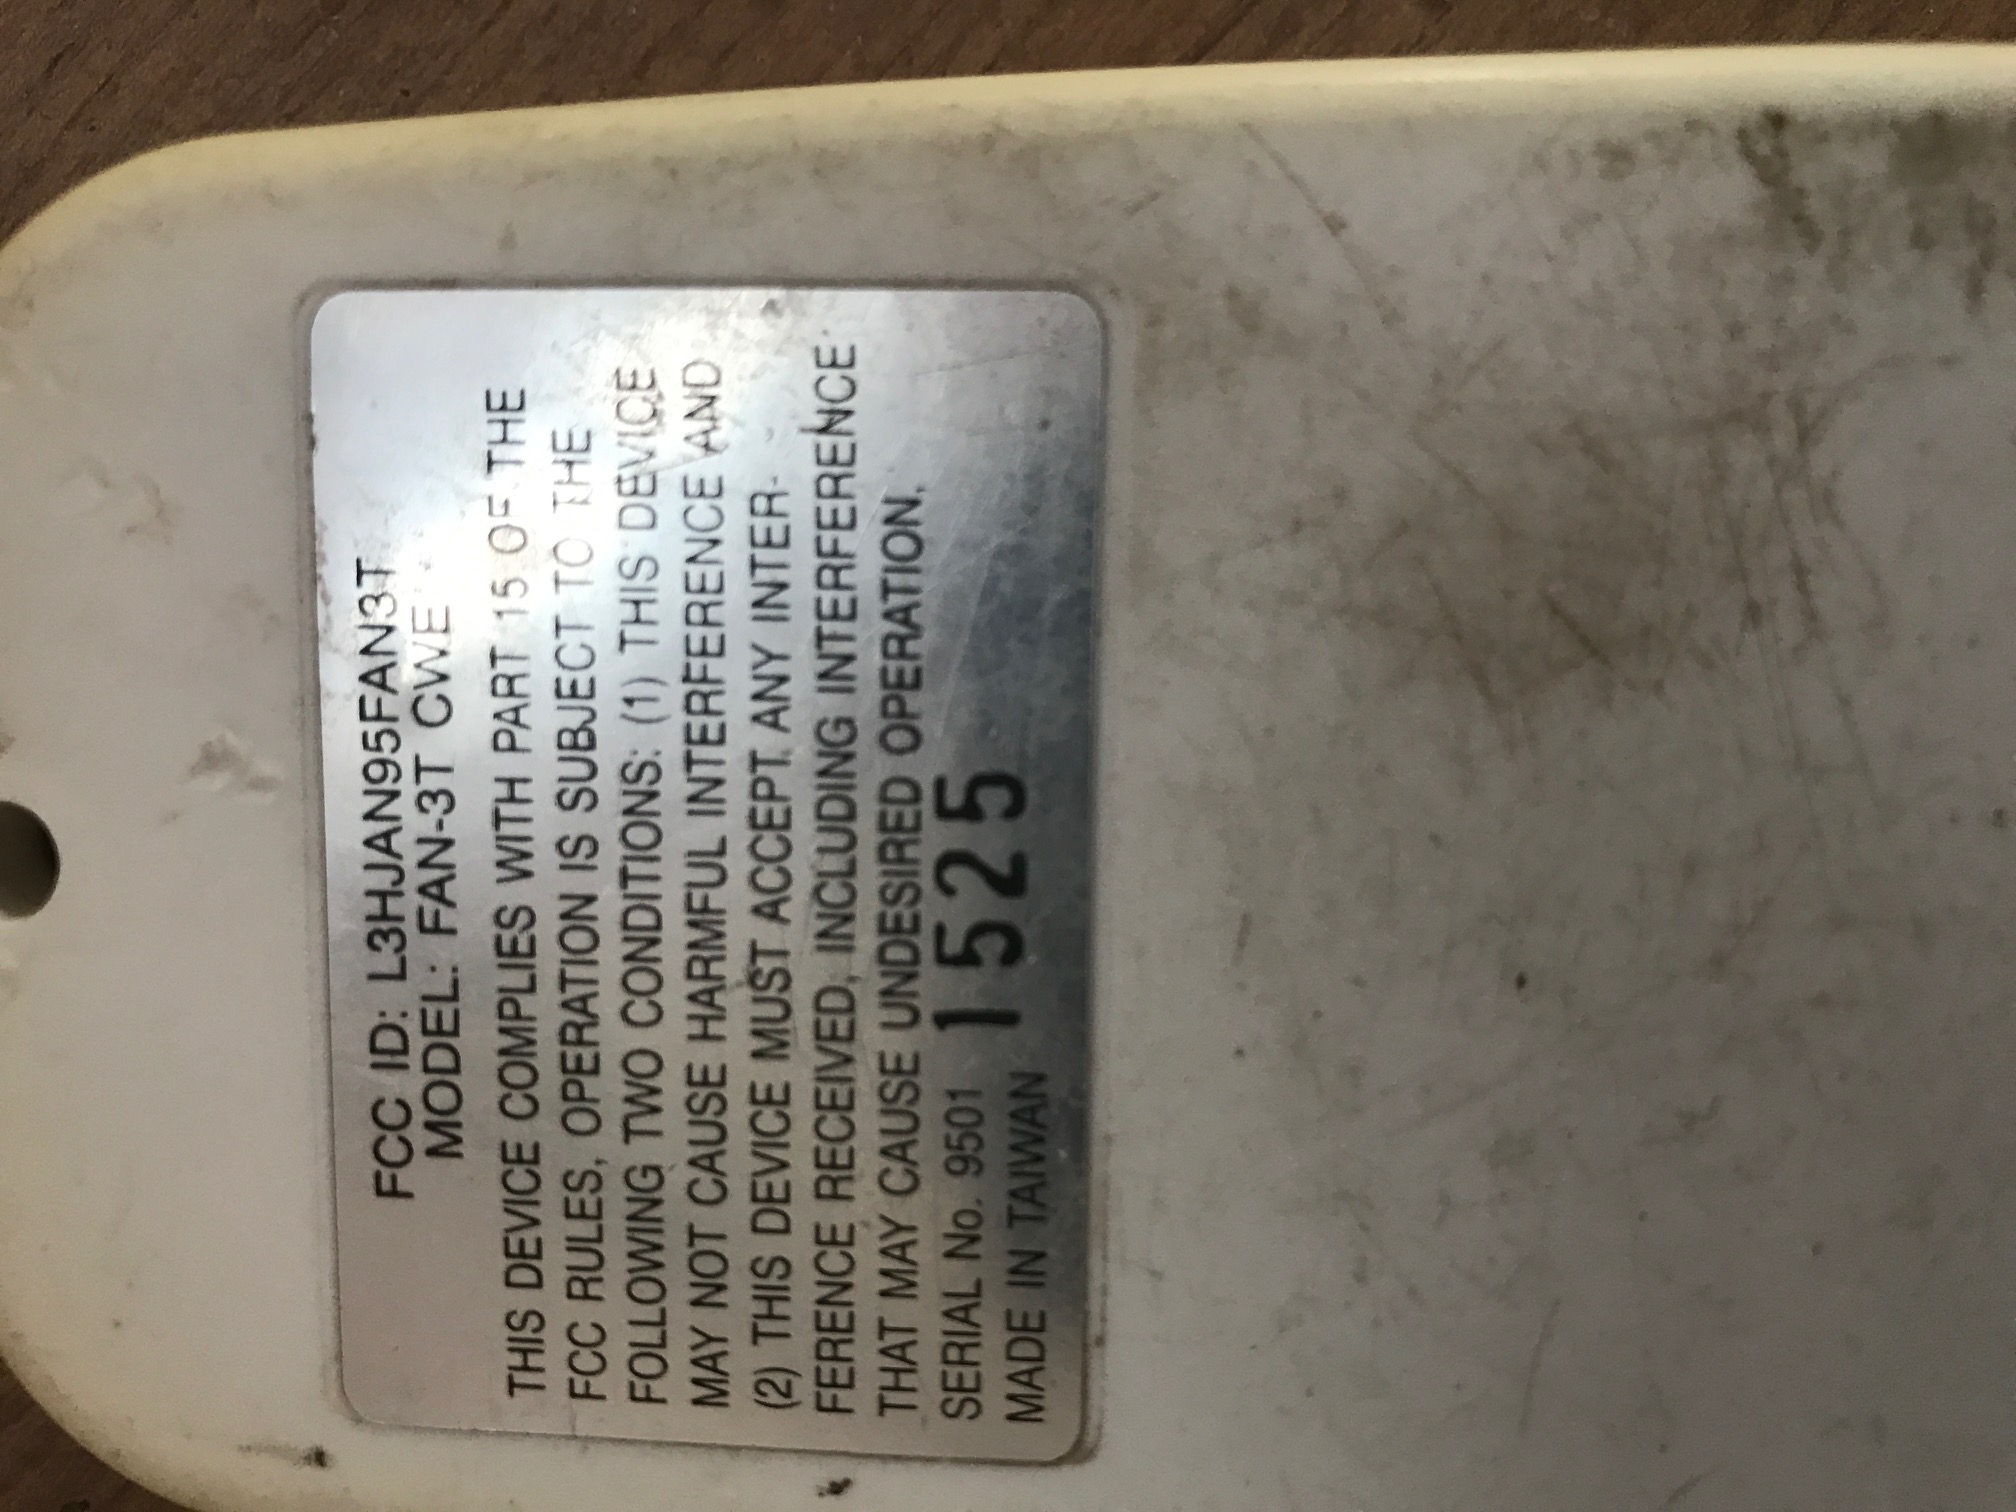 FCC ID: L3HJAN95FAN3T
MODEL: FAN-3T CWE
THIS DEVICE COMPLIES WITH PART 15 OF THE
FCC RULES, OPERATION IS SUBJECT TO THE
FOLLOWING TWO CONDITIONS: (1) THIS DEVICE
MAY NOT CAUSE HARMFUL INTERFERENCE AND
(2) THIS DEVICE MUST ACCEPT ANY INTER-
FERENCE RECEIVED, INCLUDING INTERFERENCE
THAT MAY CAUSE UNDESIRED OPERATION.
SERIAL No. 9501 1525
MADE IN TAIWAN